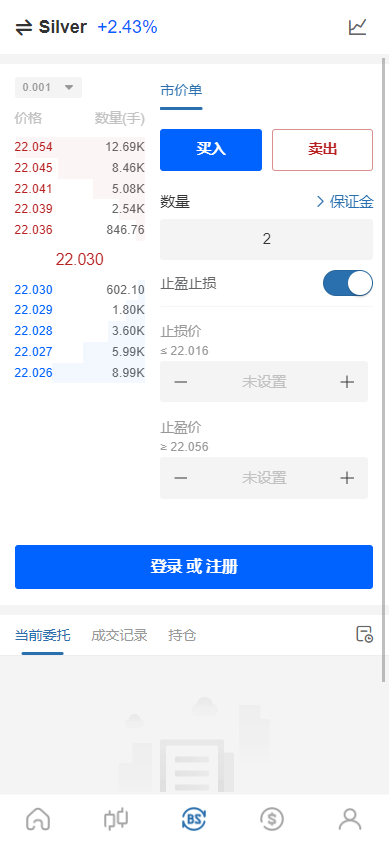 Silver +2.43%
0.001
市价单
价格 数量(手)
22.054 12.69K
22.045 8.46K
22.041 5.08K
22.039 2.54K
22.036 846.76
22.030
22.030 602.10
22.029 1.80K
22.028 3.60K
22.027 5.99K
22.026 8.99K
买入 卖出
数量 保证金
2
止盈止损
止损价
≤ 22.016
未设置
止盈价
≥ 22.056
未设置
登录 或 注册
当前委托 成交记录 持仓
BS